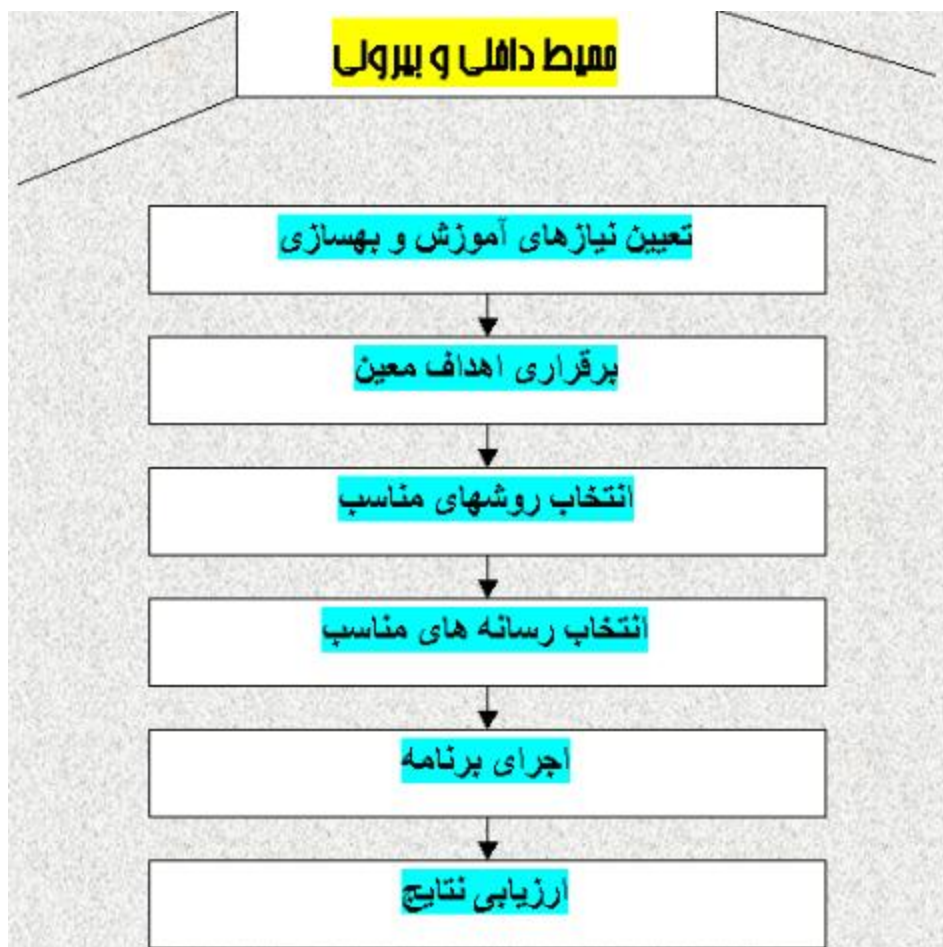 محیط داخلی و بیرونی
تعیین نیازهای آموزش و بهسازی
برقراری اهداف معین
انتخاب روشهای مناسب
انتخاب رسانه های مناسب
اجرای برنامه
ارزیابی نتایج